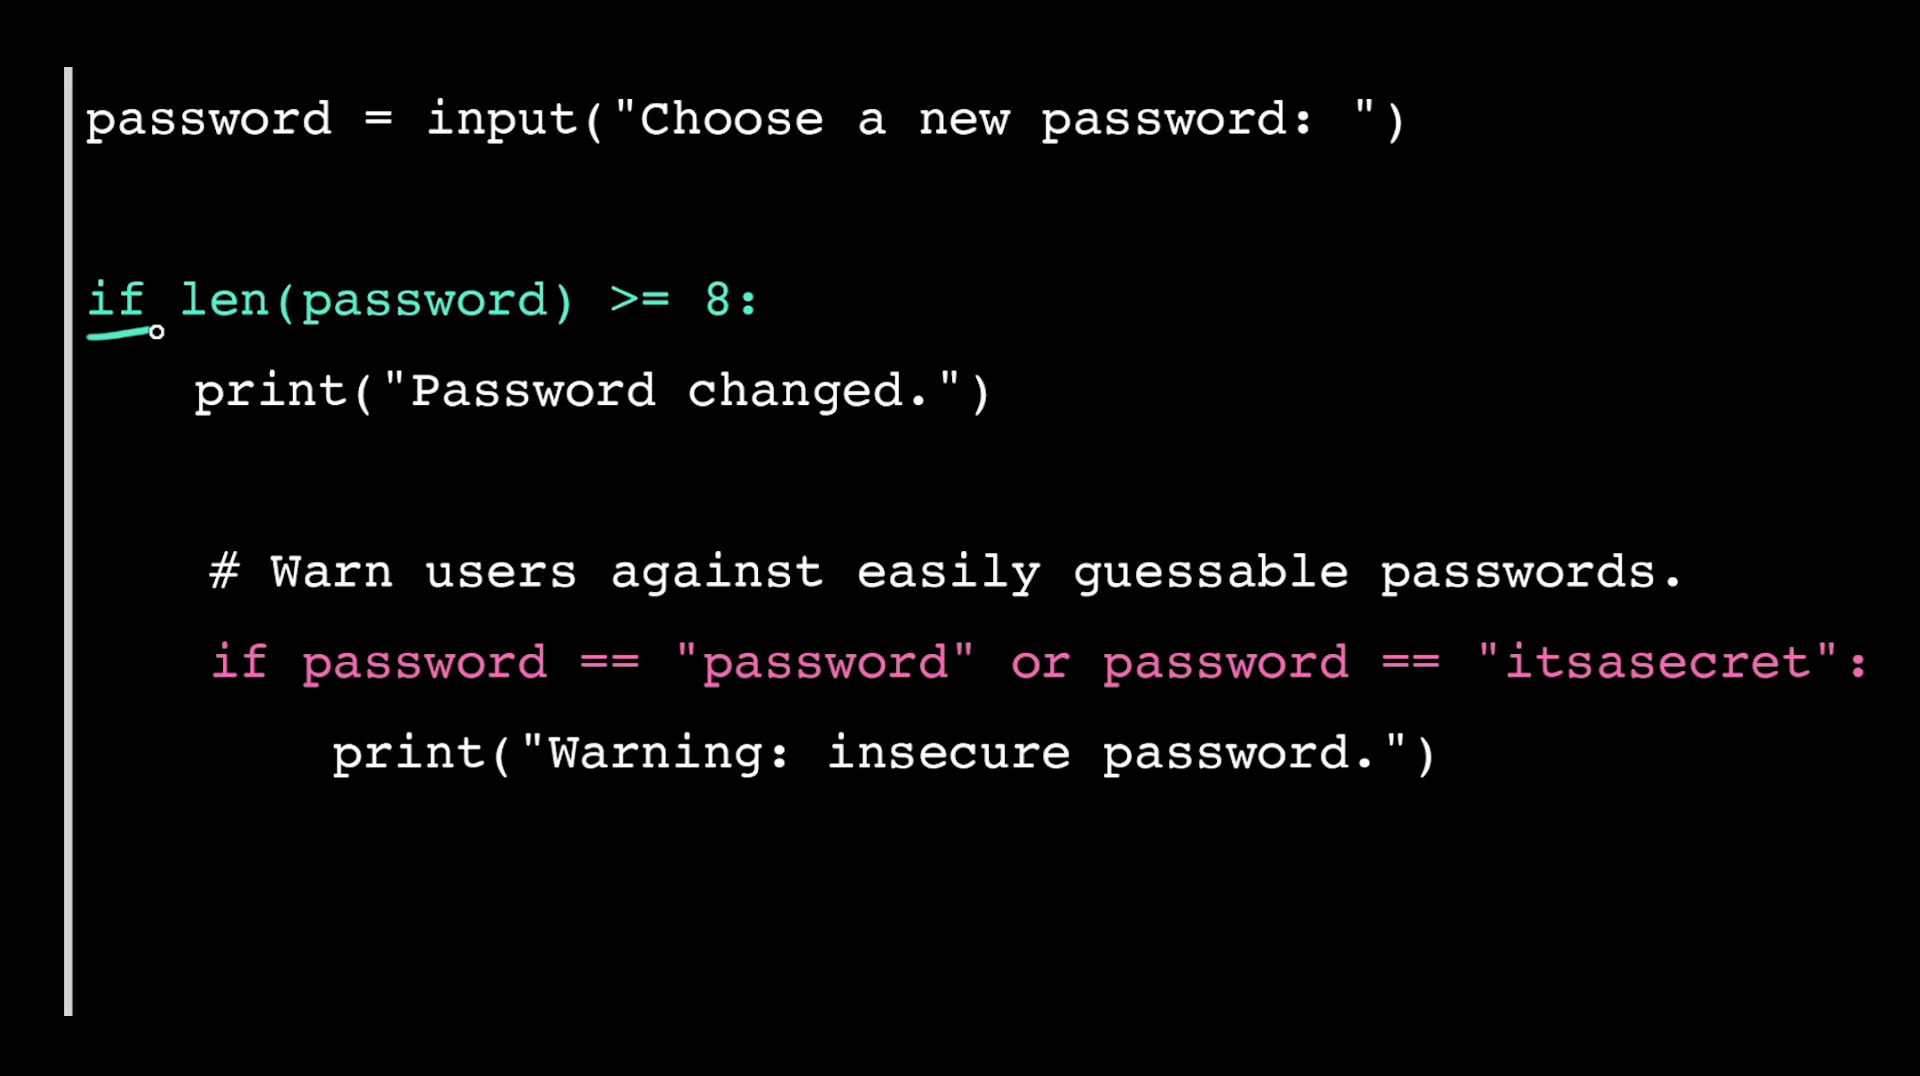 password = input("Choose a new password: ")
if len(password) >= 8:
print("Password changed.")
# Warn users against easily guessable passwords.
if password == "password" or password == "itsasecret":
print("Warning: insecure password.")